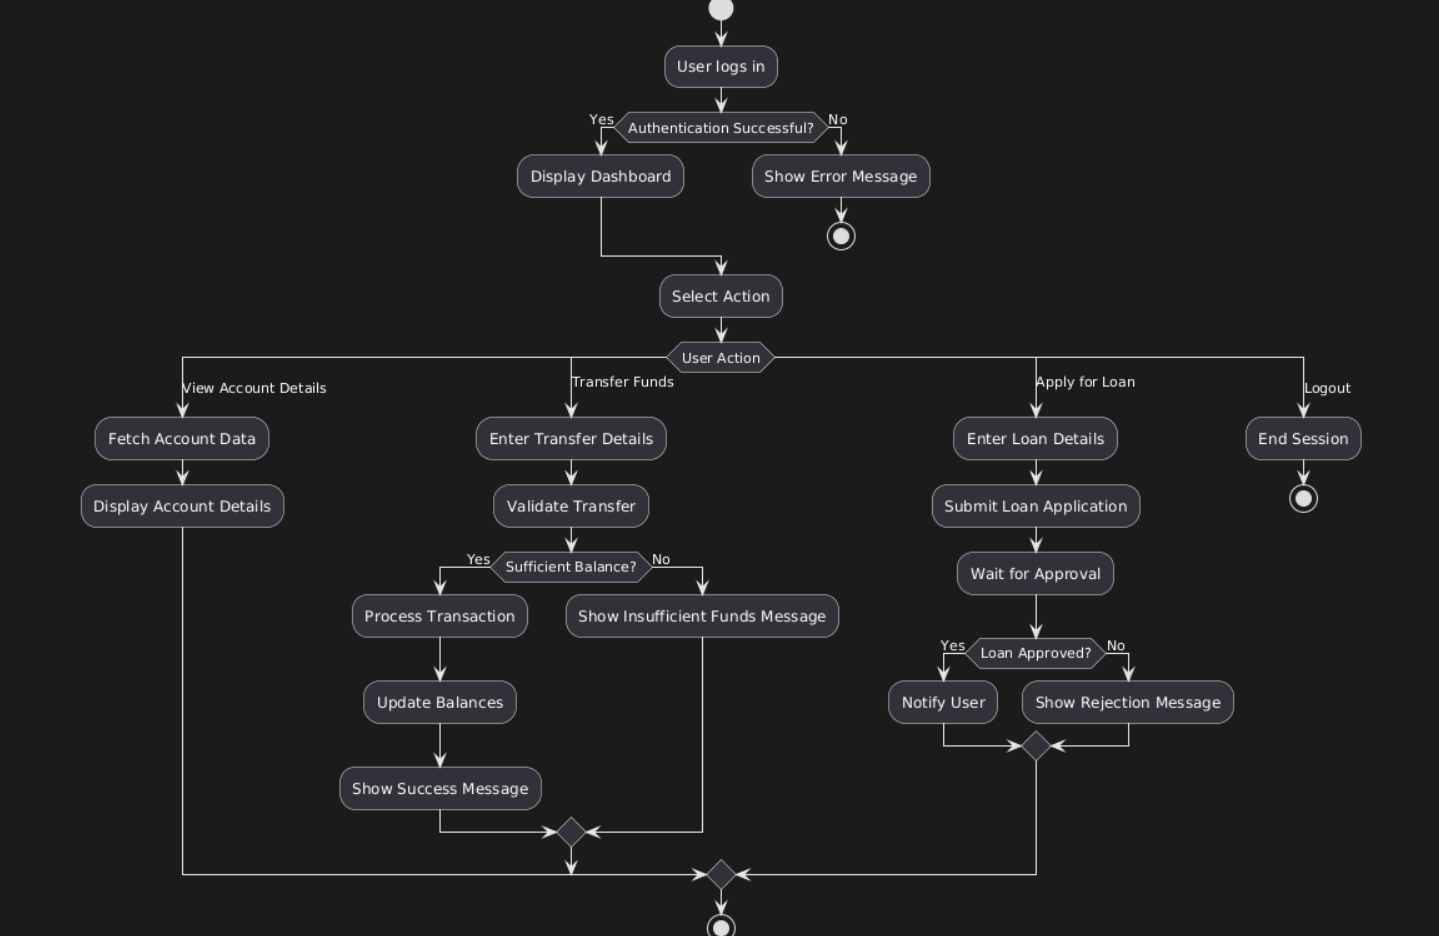 User logs in
Yes
Authentication Successful?
No
Display Dashboard
Show Error Message
Select Action
User Action
View Account Details
Transfer Funds
Apply for Loan
Logout
Fetch Account Data
Enter Transfer Details
Enter Loan Details
End Session
Display Account Details
Validate Transfer
Submit Loan Application
Yes
Sufficient Balance?
No
Wait for Approval
Process Transaction
Show Insufficient Funds Message
Yes
Loan Approved?
No
Update Balances
Notify User
Show Rejection Message
Show Success Message